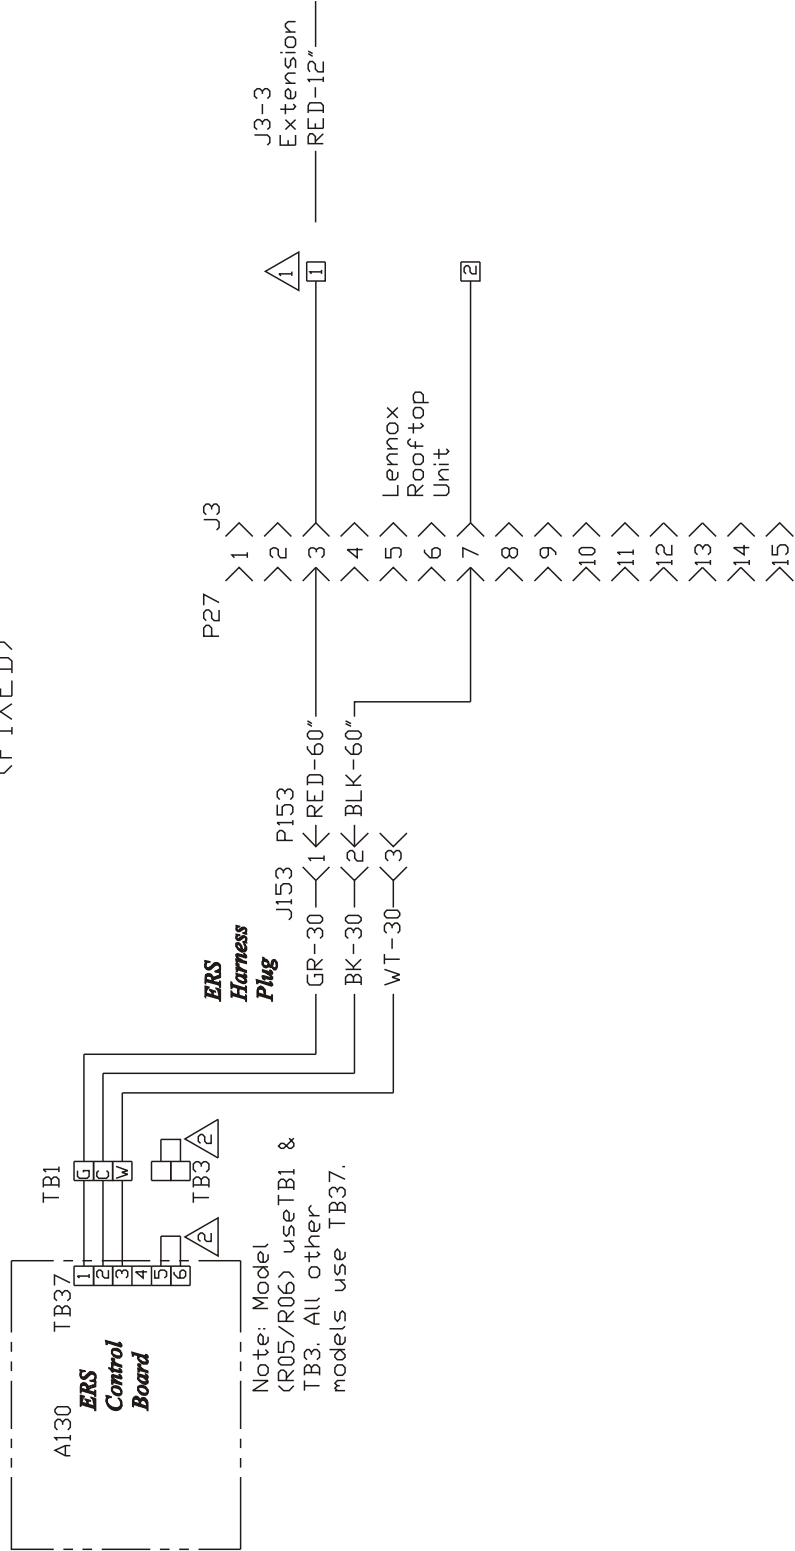 (FIXED)
A130
ERS
Control
Board
TB37
1
2
3
4
5
6
2
TB1
G
C
W
TB3
2
Note: Model
(R05/R06) use TB1 &
TB3. All other
models use TB37.
ERS
Harness
Plug
GR-30
BK-30
WT-30
J153
P153
1
2
3
RED-60"
BLK-60"
P27
J3
1
2
3
4
5
6
7
8
9
10
11
12
13
14
15
Lennox
Rooftop
Unit
1
1
2
J3-3
Extension
RED-12"